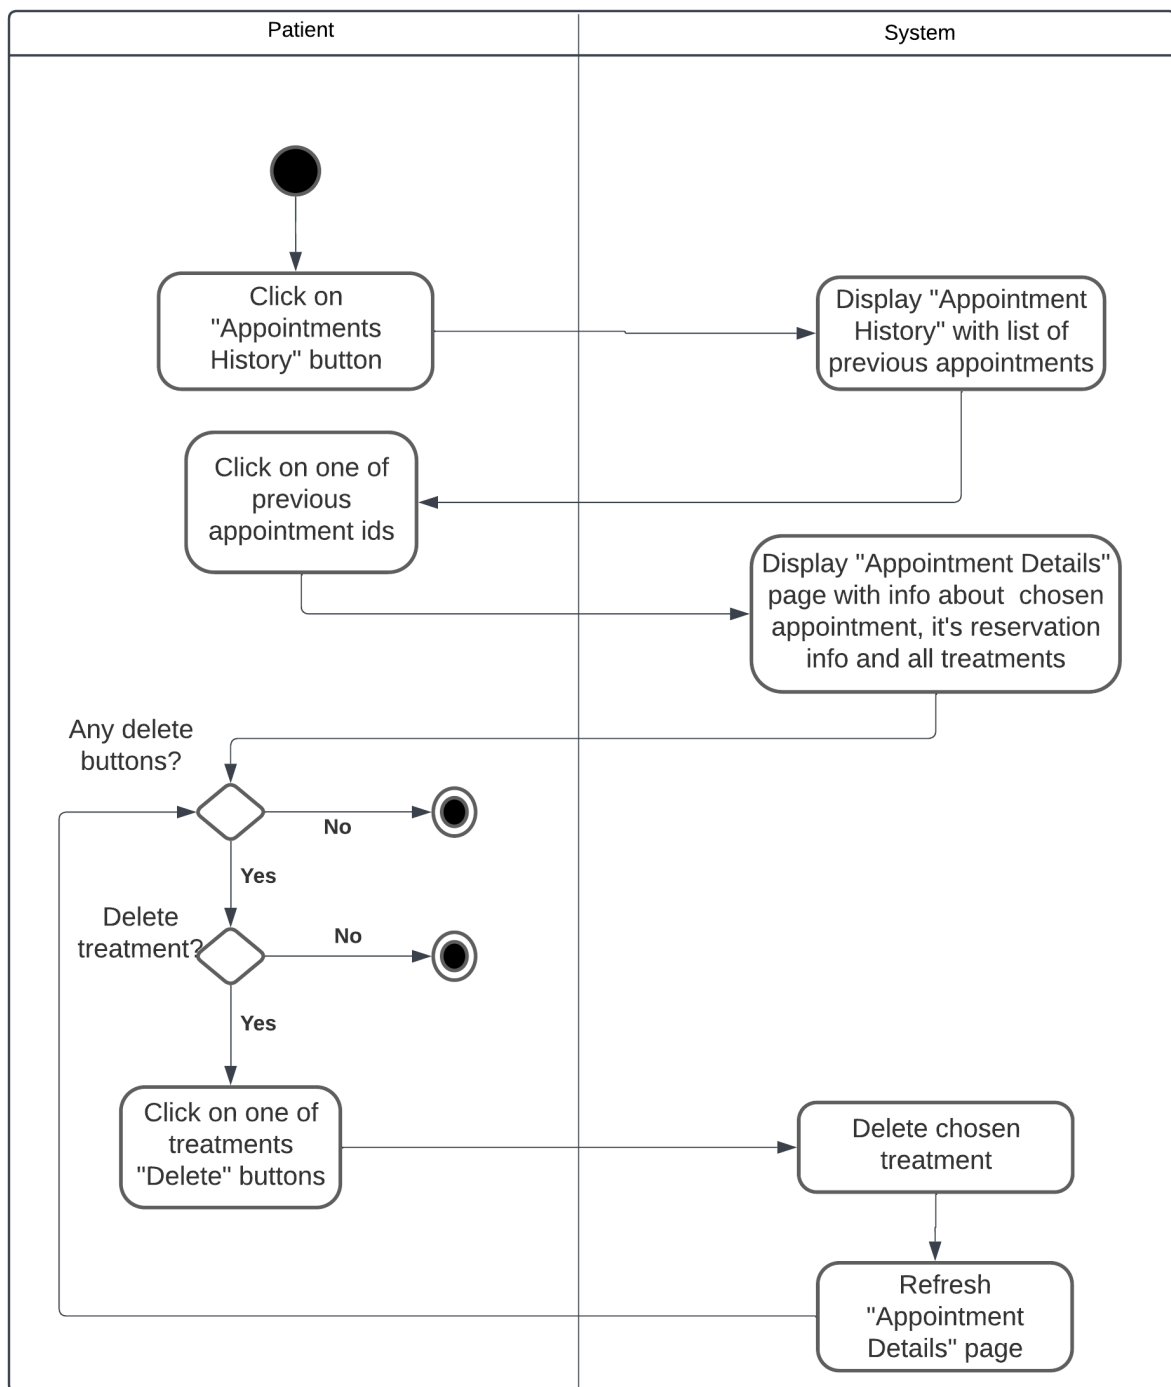 Patient
System
Click on
"Appointments
History" button
Display "Appointment
History" with list of
previous appointments
Click on one of
previous
appointment ids
Display "Appointment Details"
page with info about  chosen
appointment, it's reservation
info and all treatments
Any delete
buttons?
No
Yes
Delete
treatment?
No
Yes
Click on one of
treatments
"Delete" buttons
Delete chosen
treatment
Refresh
"Appointment
Details" page